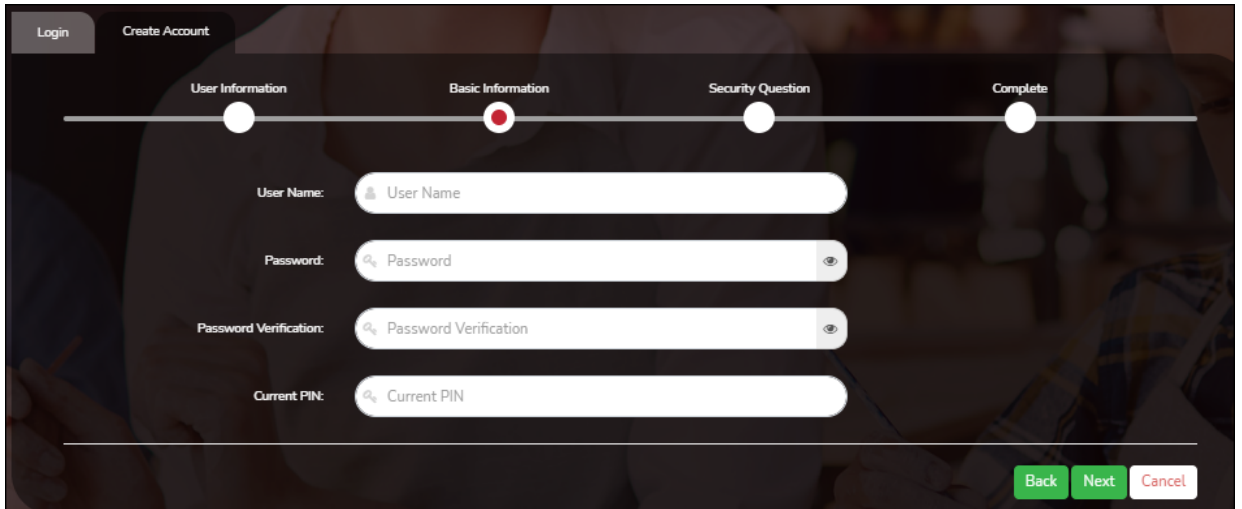 Login Create Account
User Information Basic Information Security Question Complete
User Name: User Name
Password: Password
Password Verification: Password Verification
Current PIN: Current PIN
Back Next Cancel